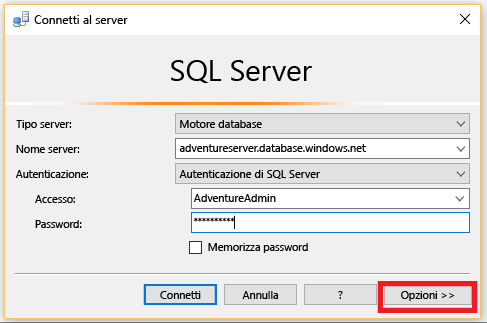 Connetti al server
SQL Server
Tipo server: Motore database
Nome server: adventureserver.database.windows.net
Autenticazione: Autenticazione di SQL Server
Accesso: AdventureAdmin
Password: **********
Memorizza password
Connetti Annulla ? Opzioni >>